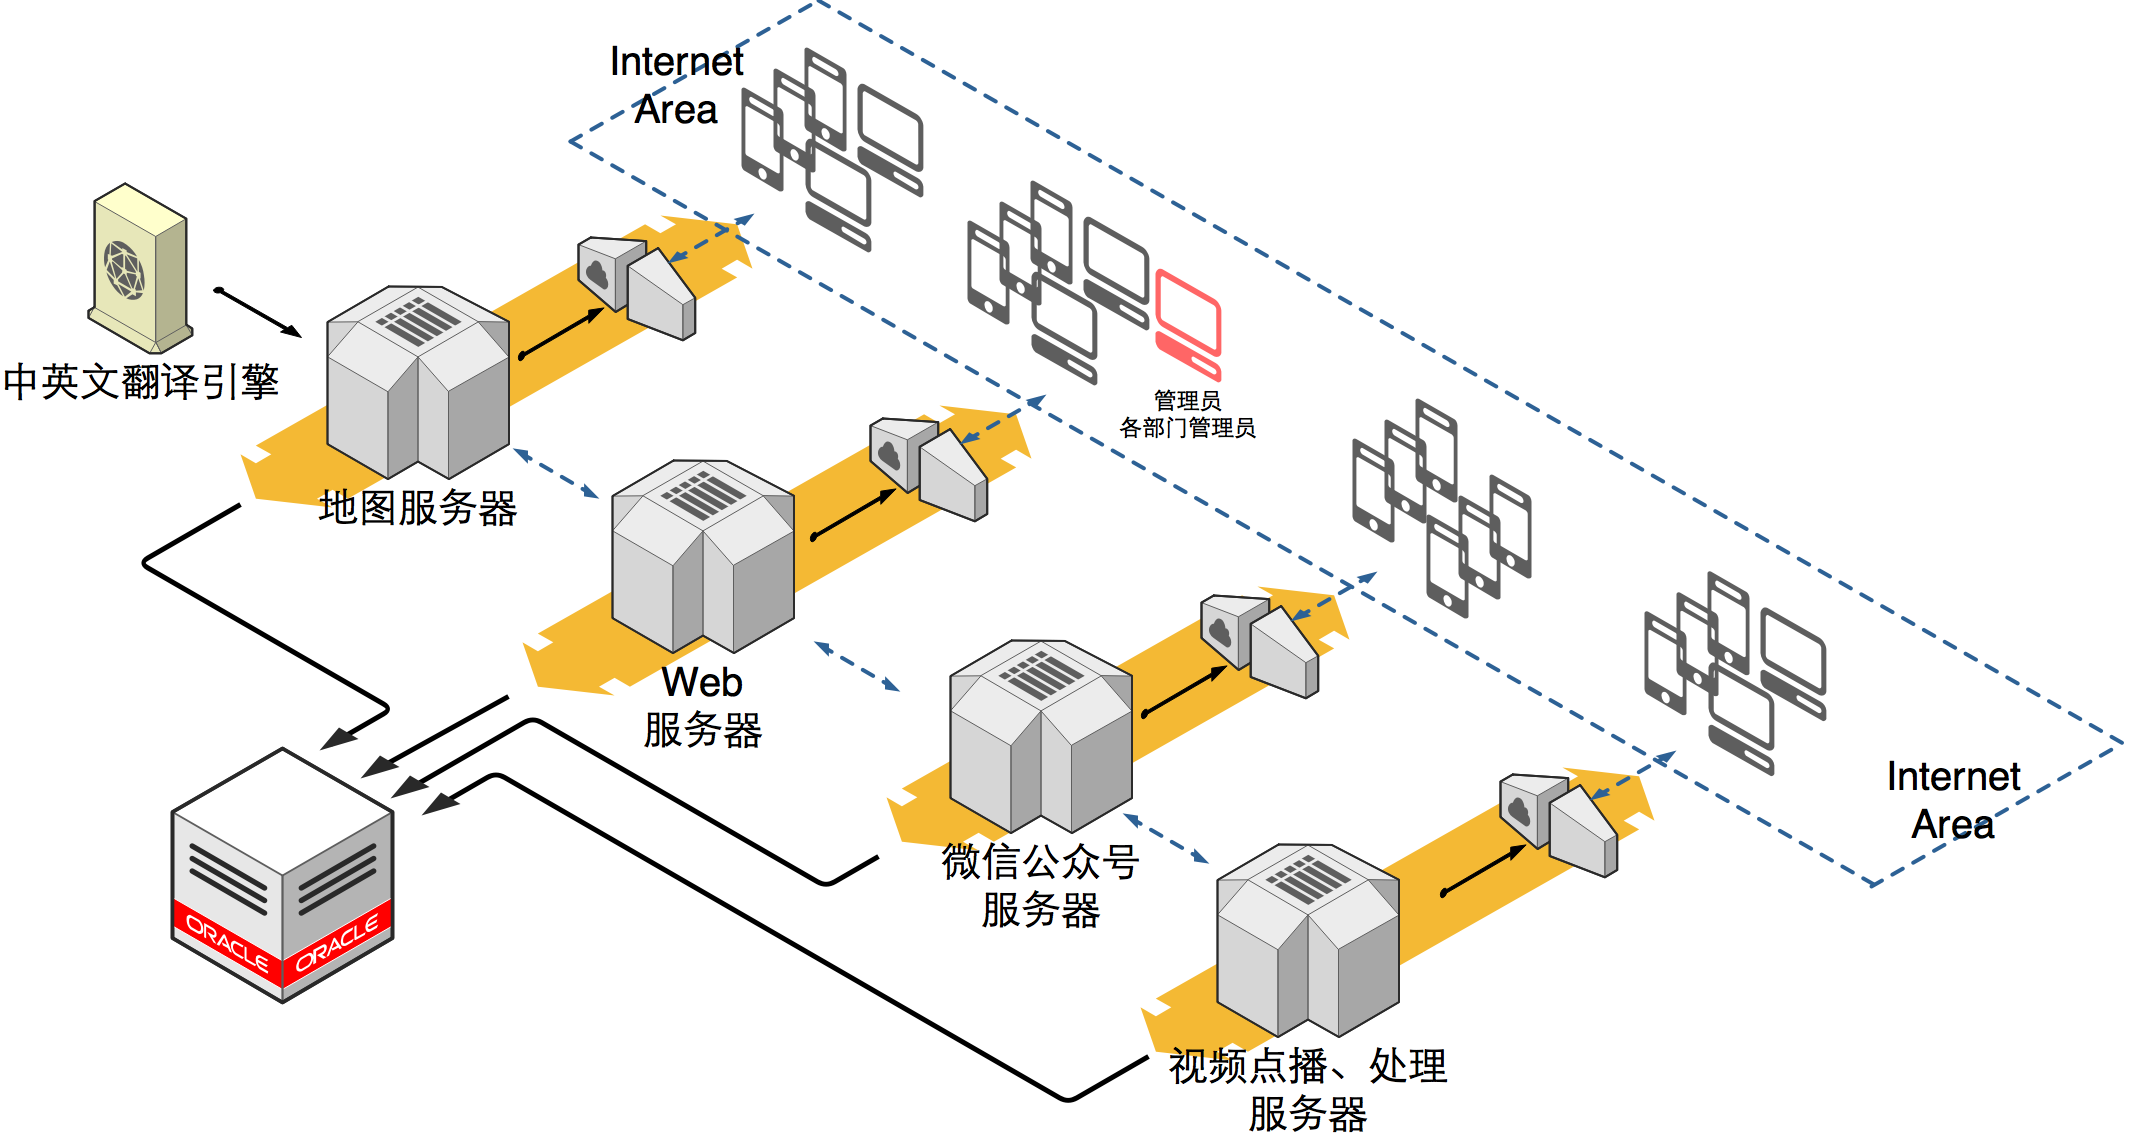 Internet
Area
中英文翻译引擎
管理员
各部门管理员
地图服务器
Web
服务器
Internet
Area
微信公众号
服务器
ORACLE
ORACLE
视频点播、处理
服务器